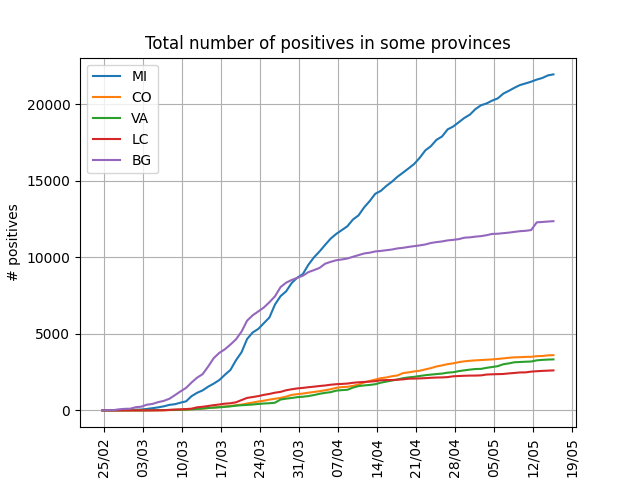 Total number of positives in some provinces
MI
CO
VA
LC
BG
20000
15000
10000
5000
0
# positives
25/02
03/03
10/03
17/03
24/03
31/03
07/04
14/04
21/04
28/04
05/05
12/05
19/05